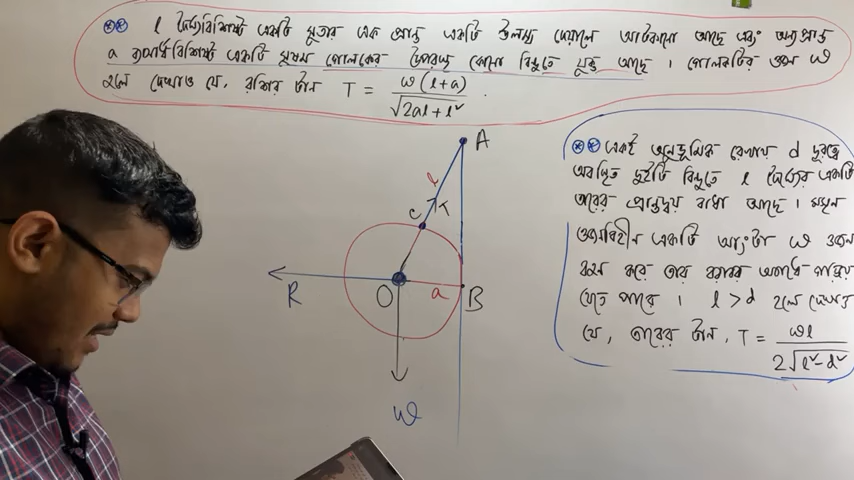 l দৈর্ঘ্যবিশিষ্ট একটি সুতার এক প্রান্ত একটি উলম্ব দেয়ালে আটকানো আছে এবং অন্যপ্রান্ত
a ব্যাসার্ধবিশিষ্ট একটি সুষম গোলকের উপরস্থ কোনো বিন্দুতে যুক্ত আছে । গোলকটির ওজন W
হলে দেখাও যে, রশির টান T = W(l+a) / √(2al+l²) .
A
l
T
C
R
O
a
B
W
একই অনুভূমিক রেখায় d দূরত্বে
অবস্থিত দুইটি বিন্দুতে l দৈর্ঘ্যের একটি
তারের প্রান্তদ্বয় বাধা আছে । মসৃন
ওজনবিহীন একটি আংটা W ওজন
বহন করে তার বরাবর অবাধে
যেতে পারে । l > d হলে দেখাও
যে, তারের টান, T = Wl / 2√(l²-d²)